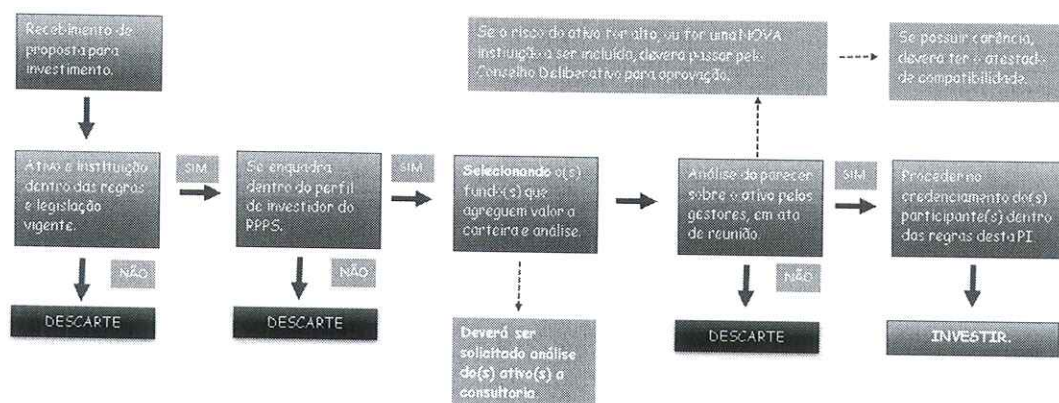 Recebimento de
proposta para
investimento.
Se o risco do ativo for alto, ou for uma NOVA
instituição a ser incluída, deverá passar pelo
Conselho Deliberativo para aprovação.
Se possuir carência,
deverá ter o atestado
de compatibilidade.
Ativo e Instituição
dentro das regras
e legislação
vigente.
SIM
Se enquadra
dentro do perfil
de investidor do
RPPS.
SIM
Selecionando o(s)
fundo(s) que
agreguem valor a
carteira e análise.
Análise do parecer
sobre o ativo pelos
gestores, em ata
de reunião.
SIM
Proceder no
credenciamento do(s)
participante(s) dentro
das regras desta PI.
NÃO
NÃO
NÃO
DESCARTE
DESCARTE
Deverá ser
solicitado análise
do(s) ativo(s) a
consultoria.
DESCARTE
INVESTIR.